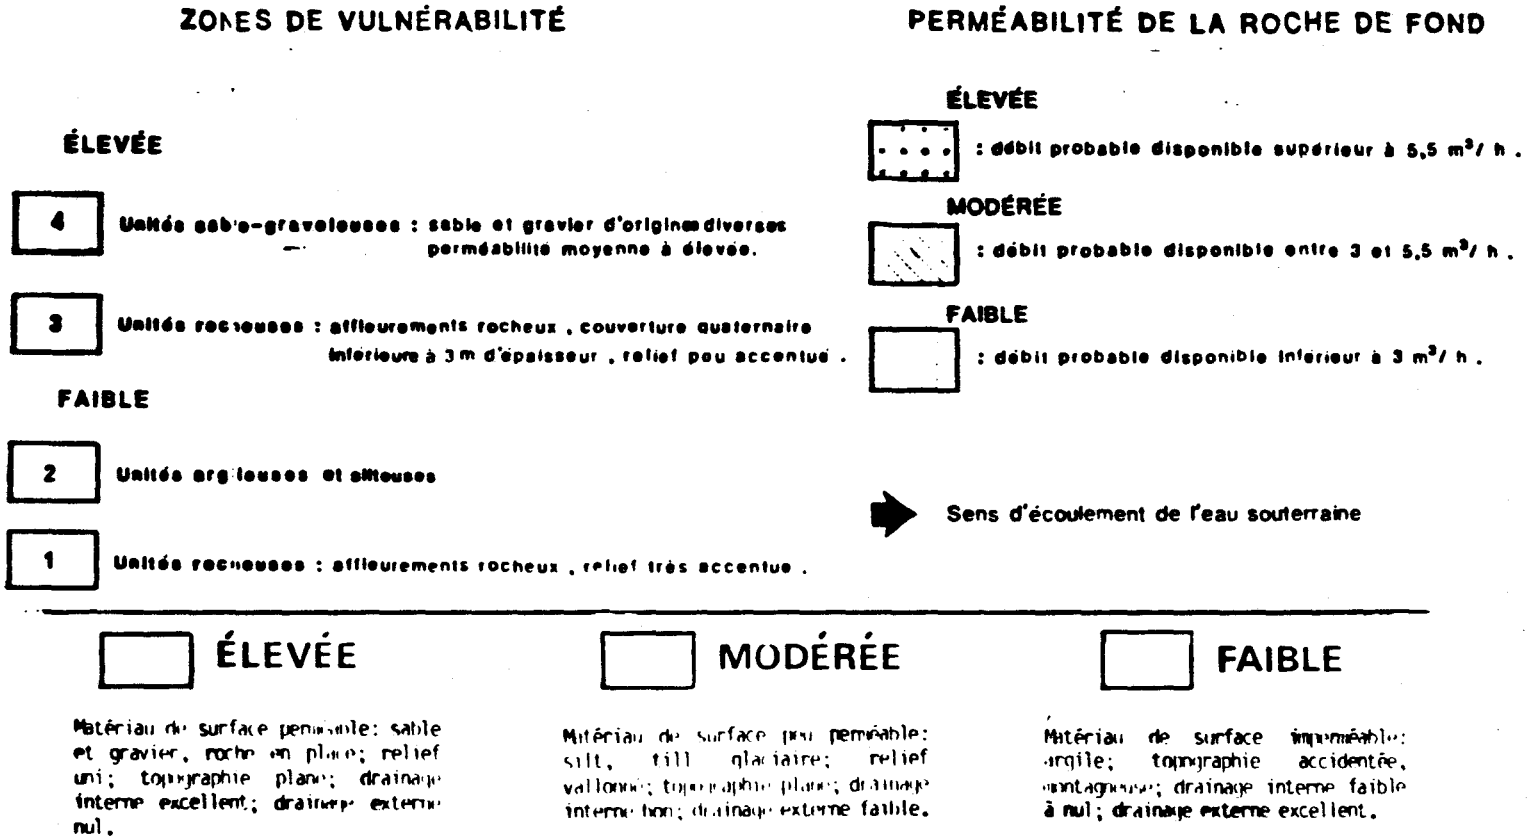 ZONES DE VULNÉRABILITÉ
ÉLEVÉE
4
Unités sablo-graveleuses : sable et gravier d'origines diverses
perméabilité moyenne à élevée.
3
Unités rocheuses : affleurements rocheux , couverture quaternaire
inférieure à 3 m d'épaisseur , relief peu accentué .
FAIBLE
2
Unités argileuses et silteuses
1
Unités rocheuses : affleurements rocheux , relief très accentué .
PERMÉABILITÉ DE LA ROCHE DE FOND
ÉLEVÉE
: débit probable disponible supérieur à 5,5 m³/ h .
MODÉRÉE
: débit probable disponible entre 3 et 5,5 m³/ h .
FAIBLE
: débit probable disponible inférieur à 3 m³/ h .
Sens d'écoulement de l'eau souterraine
ÉLEVÉE
Matériau de surface perméable: sable
et gravier, roche en place; relief
uni; topographie plane; drainage
interne excellent; drainage externe
nul.
MODÉRÉE
Matériau de surface peu perméable:
silt, till glaciaire; relief
vallonné; topographie plane; drainage
interne bon; drainage externe faible.
FAIBLE
Matériau de surface imperméable:
argile; topographie accidentée,
montagneuse; drainage interne faible
à nul; drainage externe excellent.